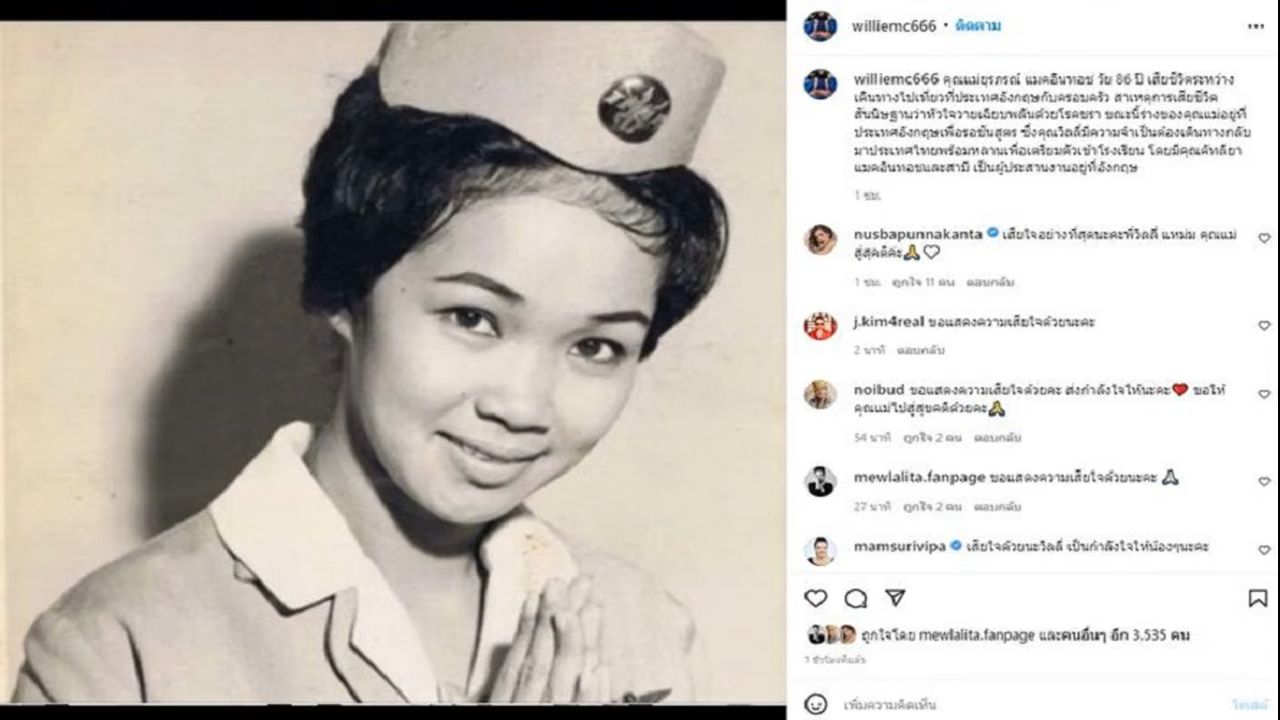 williemc666 • ติดตาม
williemc666 คุณแม่ยุรภรณ์ แมคอินทอช วัย 86 ปี เสียชีวิตระหว่าง
เดินทางไปเที่ยวที่ประเทศอังกฤษกับครอบครัว สาเหตุการเสียชีวิต
สันนิษฐานว่าหัวใจวายเฉียบพลันด้วยโรคชรา ขณะนี้ร่างของคุณแม่อยู่ที่
ประเทศอังกฤษเพื่อรอชันสูตร ซึ่งคุณวิลลี่มีความจำเป็นต้องเดินทางกลับ
มาประเทศไทยพร้อมหลานเพื่อเตรียมตัวเข้าโรงเรียน โดยมีคุณคัทลียา
แมคอินทอชและสามี เป็นผู้ประสานงานอยู่ที่อังกฤษ
1 ชม.
nusbapunnakanta เสียใจอย่างที่สุดนะคะพี่วิลลี่ แหม่ม คุณแม่
สู่สุคติค่ะ🙏🤍
1 ชม. ถูกใจ 11 คน ตอบกลับ
j.kim4real ขอแสดงความเสียใจด้วยนะคะ
2 นาที ตอบกลับ
noibud ขอแสดงความเสียใจด้วยคะ ส่งกำลังใจให้นะคะ❤️ ขอให้
คุณแม่ไปสู่สุขคติด้วยคะ🙏
54 นาที ถูกใจ 2 คน ตอบกลับ
mewlalita.fanpage ขอแสดงความเสียใจด้วยนะคะ 🙏
27 นาที ถูกใจ 2 คน ตอบกลับ
mamsurivipa เสียใจด้วยนะวิลลี่ เป็นกำลังใจให้น้องๆนะคะ
ถูกใจโดย mewlalita.fanpage และคนอื่นๆ อีก 3,535 คน
1 ชั่วโมงที่แล้ว
เพิ่มความคิดเห็น
โพสต์